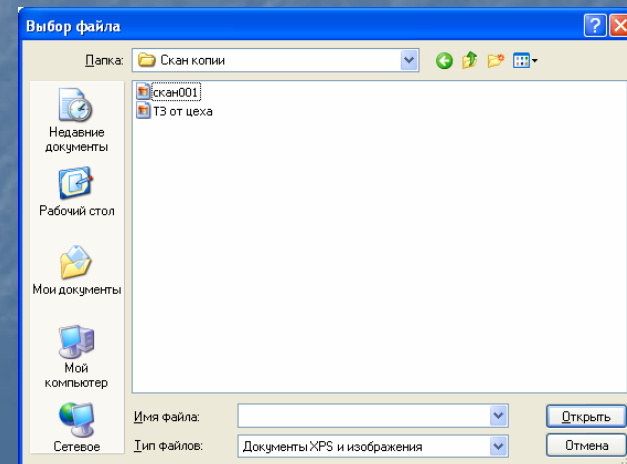 Выбор файла
Папка:
Скан копии
скан001
ТЗ от цеха
Недавние
документы
Рабочий стол
Мои документы
Мой
компьютер
Сетевое
Имя файла:
Открыть
Тип файлов:
Документы XPS и изображения
Отмена